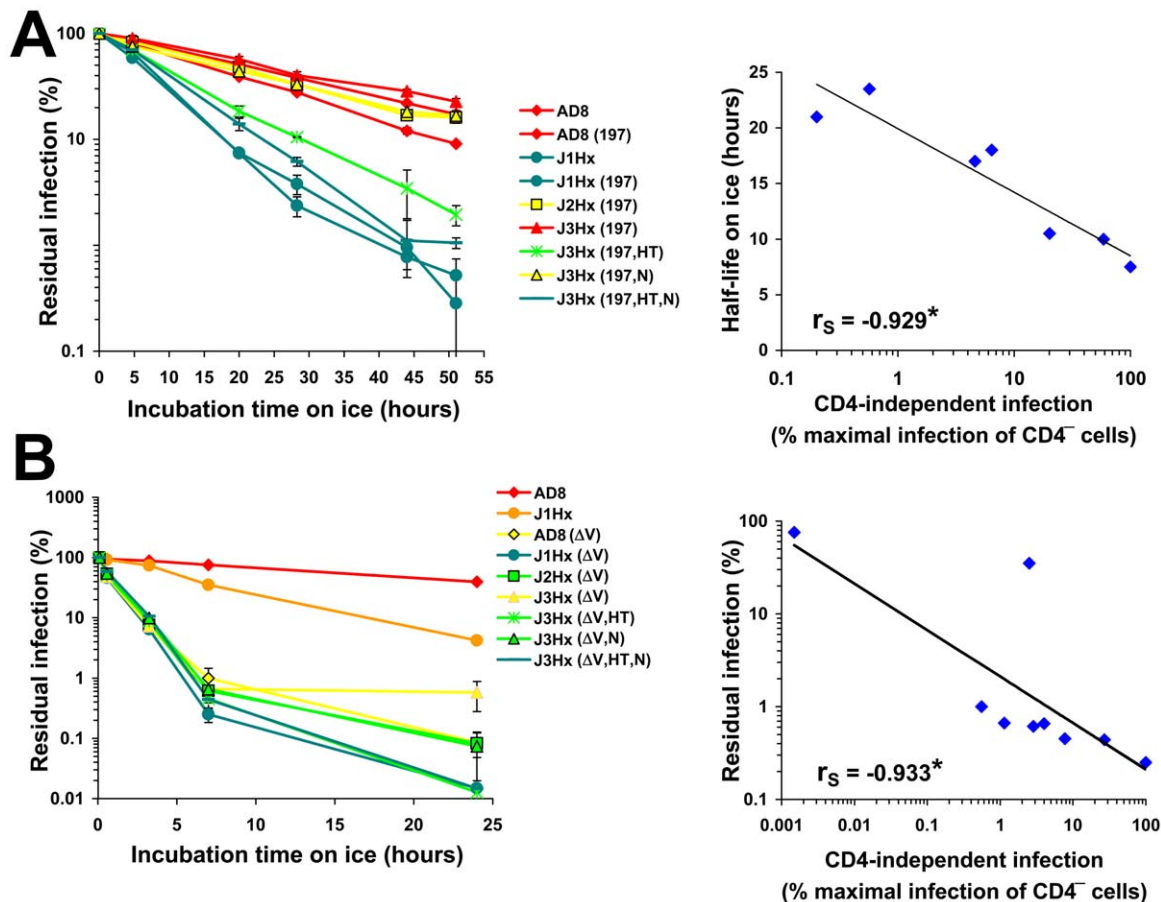 A
Residual infection (%)
100
10
1
0.1
0 5 10 15 20 25 30 35 40 45 50 55
Incubation time on ice (hours)
AD8
AD8 (197)
J1Hx
J1Hx (197)
J2Hx (197)
J3Hx (197)
J3Hx (197,HT)
J3Hx (197,N)
J3Hx (197,HT,N)
Half-life on ice (hours)
25
20
15
10
5
0
rS = -0.929*
0.1 1 10 100
CD4-independent infection
(% maximal infection of CD4⁻ cells)
B
Residual infection (%)
1000
100
10
1
0.1
0.01
0 5 10 15 20 25
Incubation time on ice (hours)
AD8
J1Hx
AD8 (ΔV)
J1Hx (ΔV)
J2Hx (ΔV)
J3Hx (ΔV)
J3Hx (ΔV,HT)
J3Hx (ΔV,N)
J3Hx (ΔV,HT,N)
Residual infection (%)
100
10
1
0.1
rS = -0.933*
0.001 0.01 0.1 1 10 100
CD4-independent infection
(% maximal infection of CD4⁻ cells)